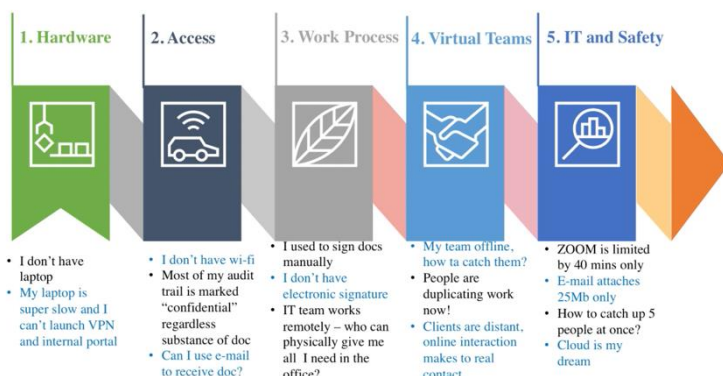 1. Hardware
2. Access
3. Work Process
4. Virtual Teams
5. IT and Safety
• I don't have
laptop
• My laptop is
super slow and I
can't launch VPN
and internal portal
• I don't have wi-fi
• Most of my audit
trail is marked
“confidential”
regardless
substance of doc
• Can I use e-mail
to receive doc?
• I used to sign docs
manually
• I don't have
electronic signature
• IT team works
remotely – who can
physically give me
all I need in the
office?
• My team offline,
how ta catch them?
• People are
duplicating work
now!
• Clients are distant,
online interaction
makes to real
contact
• ZOOM is limited
by 40 mins only
• E-mail attaches
25Mb only
• How to catch up 5
people at once?
• Cloud is my
dream